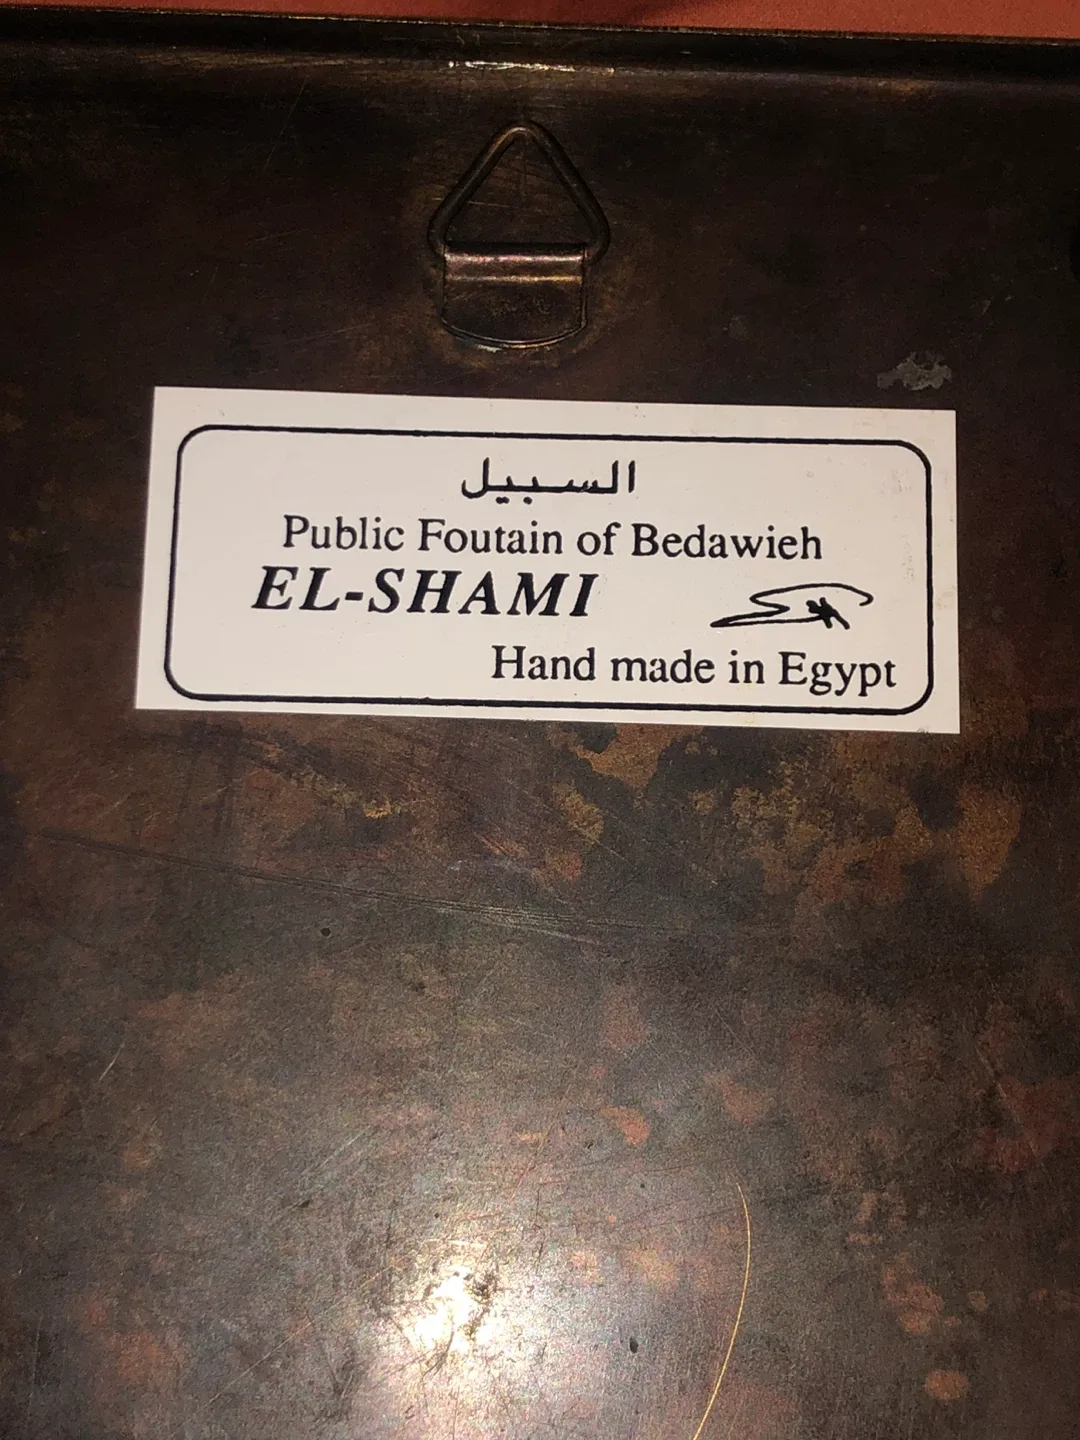 السبيل
Public Foutain of Bedawieh
EL-SHAMI
Hand made in Egypt